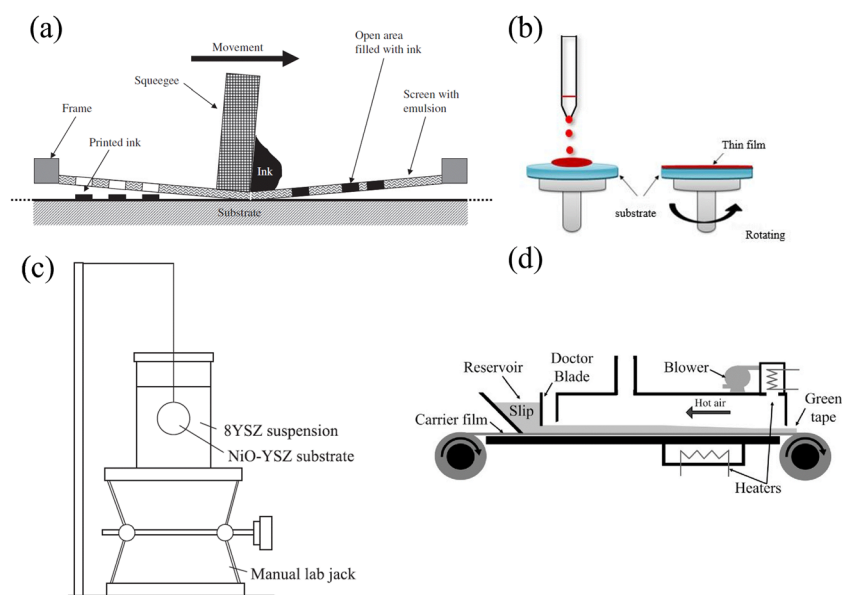 (a)
Movement
Squeegee
Open area
filled with ink
Screen with
emulsion
Frame
Printed ink
Ink
Substrate
(b)
Thin film
substrate
Rotating
(c)
8YSZ suspension
NiO-YSZ substrate
Manual lab jack
(d)
Reservoir
Doctor
Blade
Blower
Hot air
Green
tape
Slip
Carrier film
Heaters